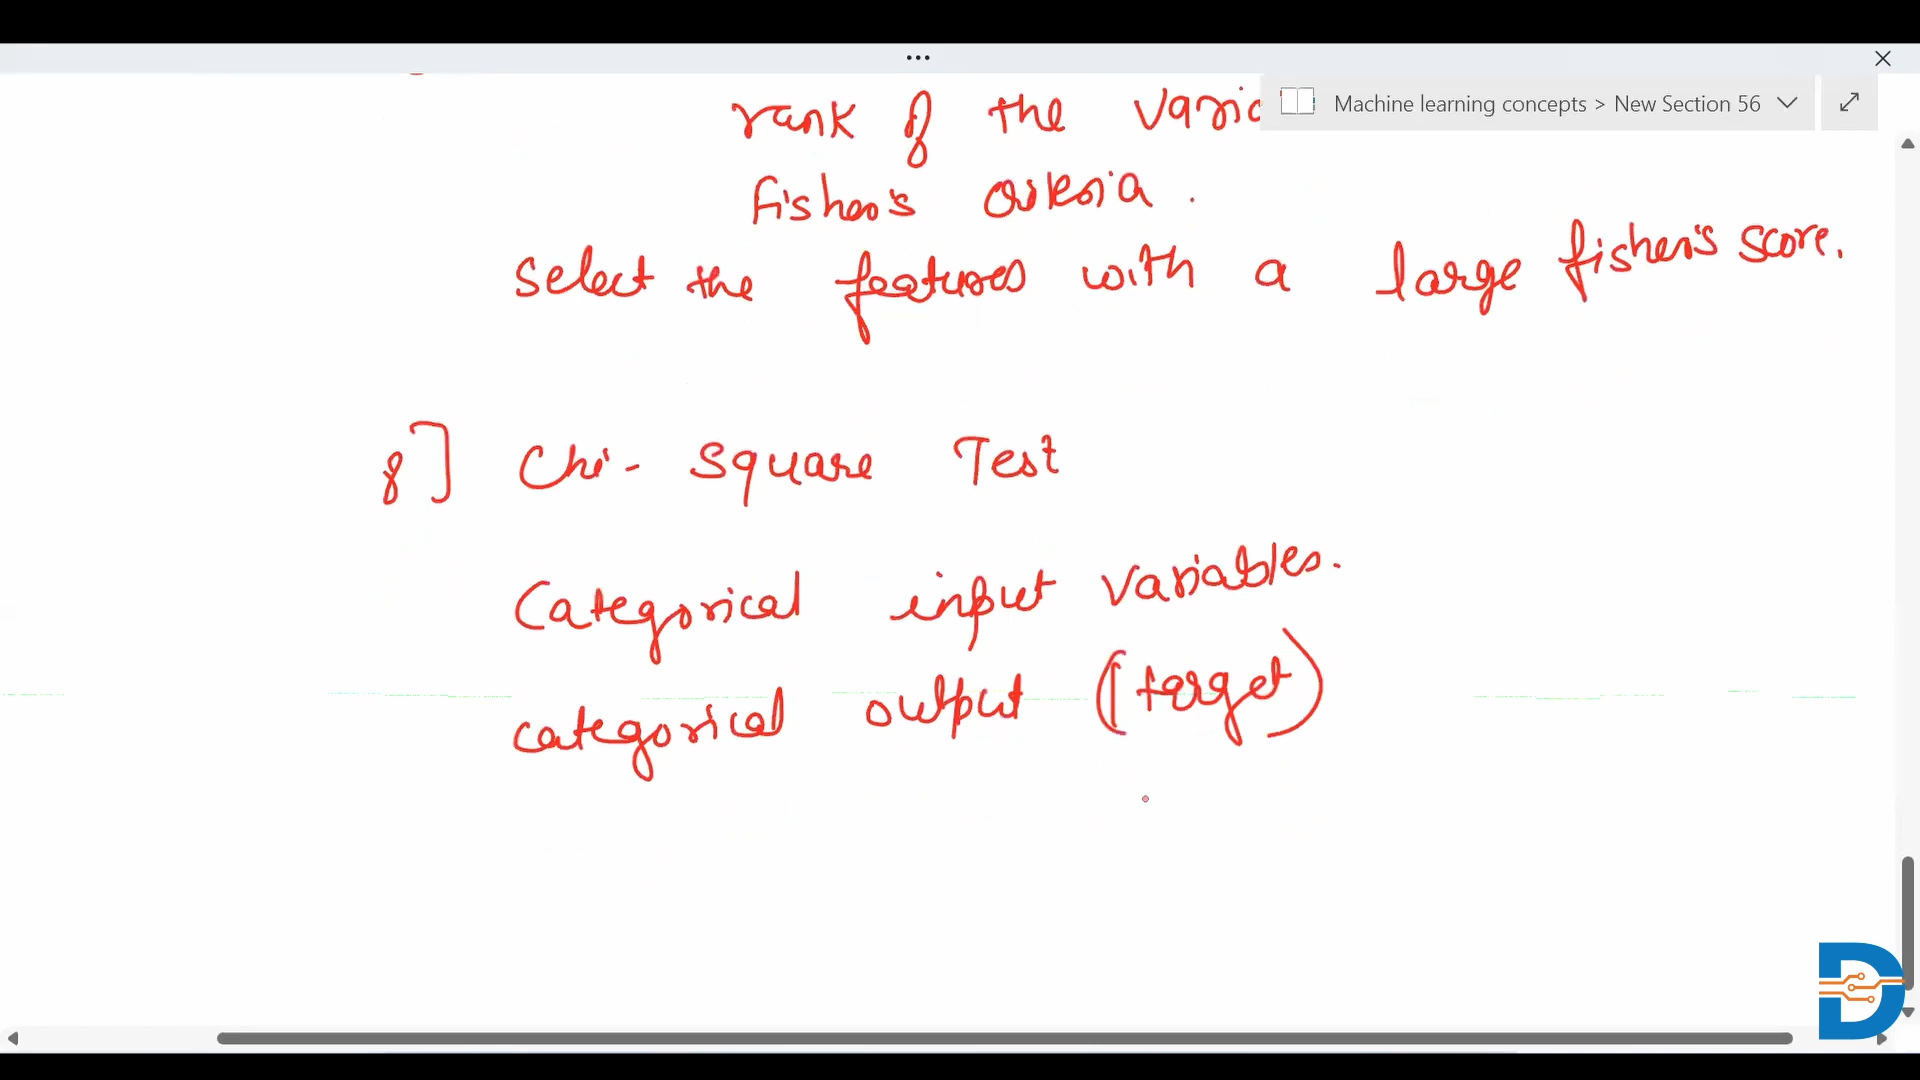 Machine learning concepts > New Section 56
rank of the
fisher's criteria.
select the features with a large fisher's score.
8] Chi-square Test
Categorical input variables.
categorical output (target)